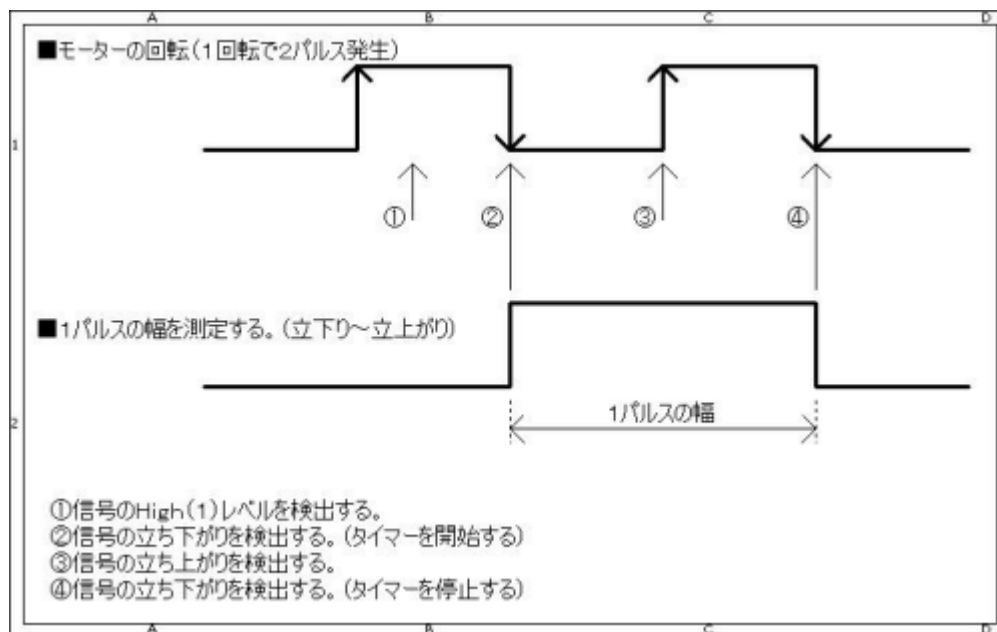 A B C D
■モーターの回転(1回転で2パルス発生)
1
① ② ③ ④
■1パルスの幅を測定する。(立下り～立上がり)
1パルスの幅
2
①信号のHigh(1)レベルを検出する。
②信号の立ち下がりを検出する。(タイマーを開始する)
③信号の立ち上がりを検出する。
④信号の立ち下がりを検出する。(タイマーを停止する)
A B C D